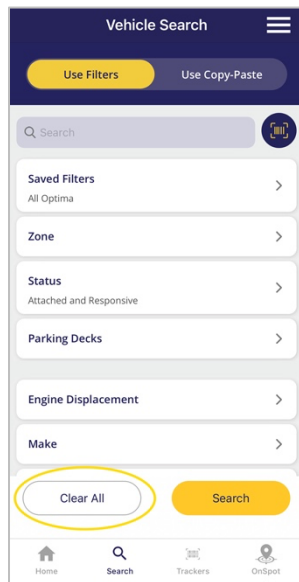 Vehicle Search
Use Filters
Use Copy-Paste
Search
Saved Filters
All Optima
Zone
Status
Attached and Responsive
Parking Decks
Engine Displacement
Make
Clear All
Search
Home
Search
Trackers
OnSpot